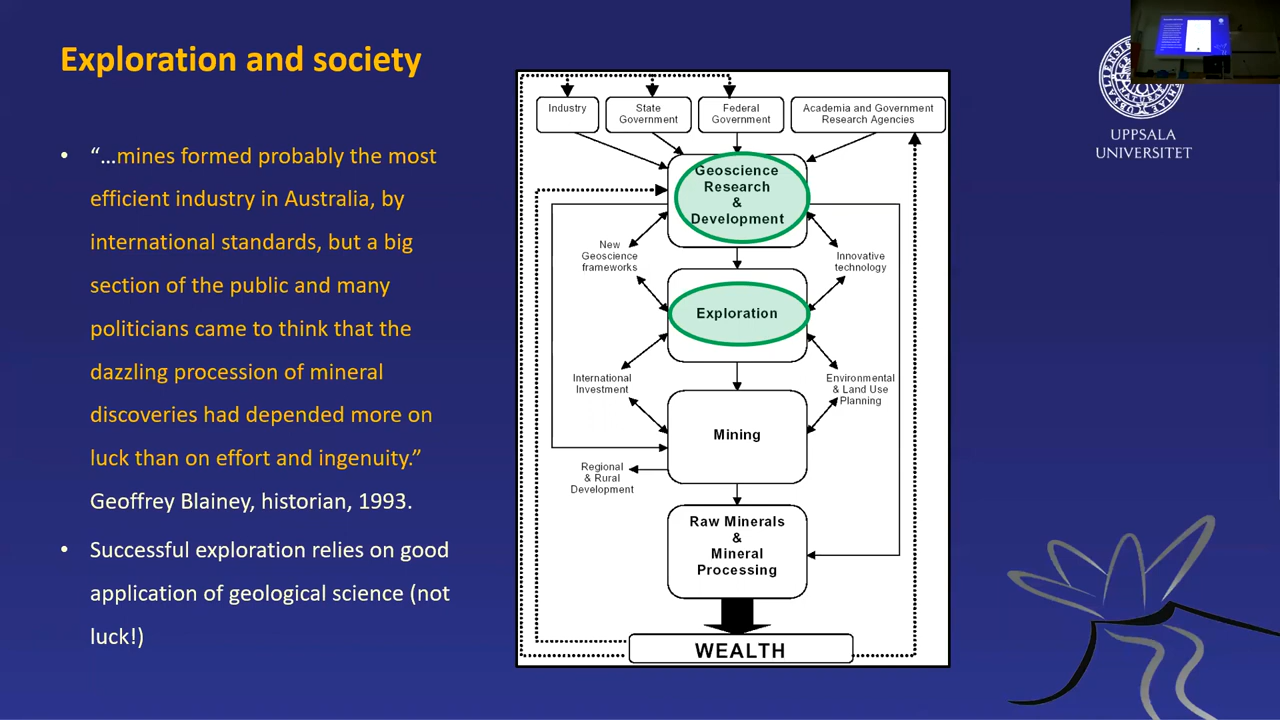 Exploration and society
• “…mines formed probably the most
efficient industry in Australia, by
international standards, but a big
section of the public and many
politicians came to think that the
dazzling procession of mineral
discoveries had depended more on
luck than on effort and ingenuity.”
Geoffrey Blainey, historian, 1993.
• Successful exploration relies on good
application of geological science (not
luck!)
Industry
State
Government
Federal
Government
Academia and Government
Research Agencies
Geoscience
Research
&
Development
New
Geoscience
frameworks
Innovative
technology
Exploration
International
Investment
Environmental
& Land Use
Planning
Mining
Regional
& Rural
Development
Raw Minerals
&
Mineral
Processing
WEALTH
UPPSALA
UNIVERSITET